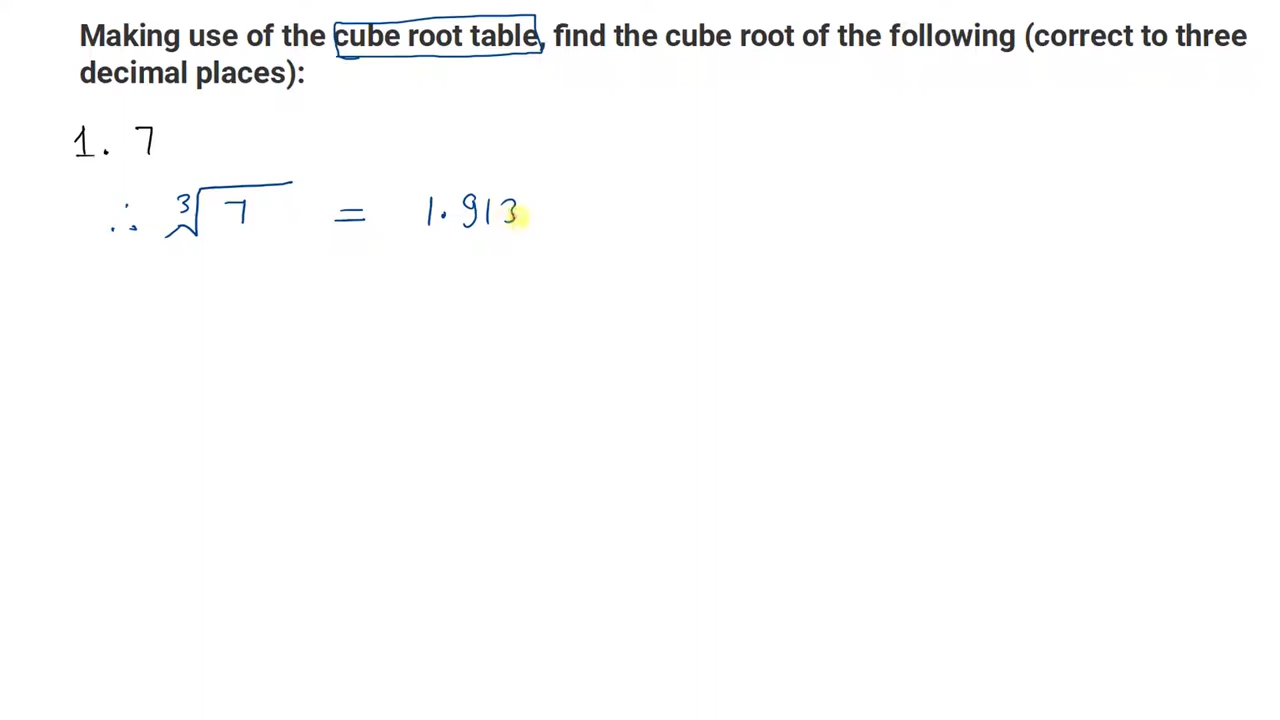 Making use of the cube root table, find the cube root of the following (correct to three
decimal places):
1. 7
∴ ∛7 = 1.913